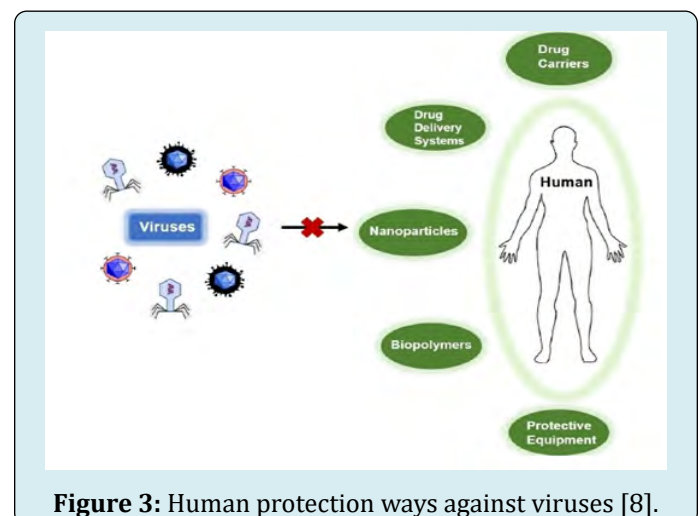 Drug
Carriers
Drug
Delivery
Systems
Human
Viruses
Nanoparticles
Biopolymers
Protective
Equipment
Figure 3: Human protection ways against viruses [8].